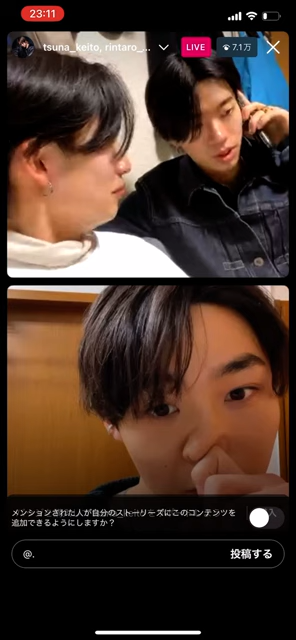 23:11
tsuna_keito, rintaro_...
LIVE
7.1万
メンションされた人が自分のストーリーズにこのコンテンツを
追加できるようにしますか？
@.
投稿する